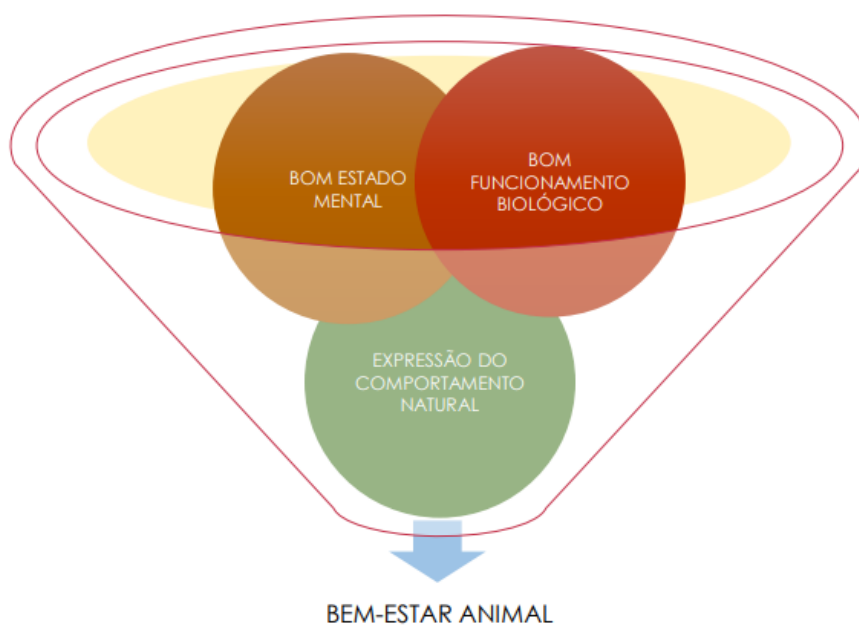 BOM ESTADO
MENTAL
BOM
FUNCIONAMENTO
BIOLÓGICO
EXPRESSÃO DO
COMPORTAMENTO
NATURAL
BEM-ESTAR ANIMAL